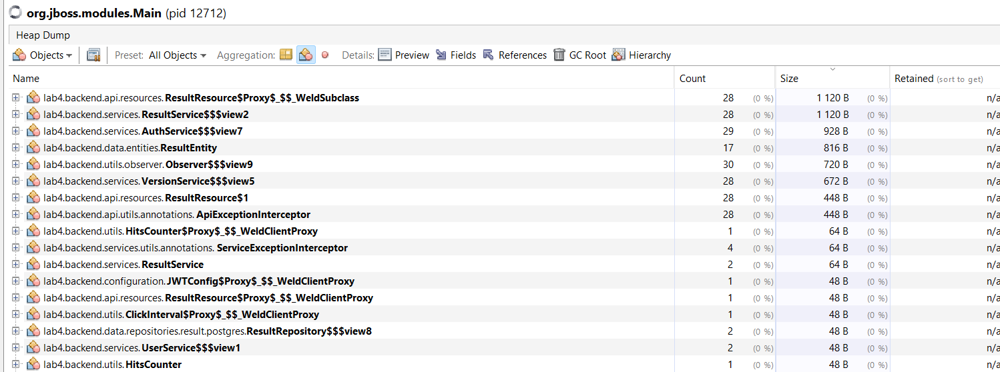 org.jboss.modules.Main (pid 12712)
Heap Dump
Objects Preset: All Objects Aggregation: Details: Preview Fields References GC Root Hierarchy
Name Count Size Retained (sort to get)
lab4.backend.api.resources.ResultResource$Proxy$_$$_WeldSubclass 28 (0 %) 1 120 B (0 %) n/a
lab4.backend.services.ResultService$$$view2 28 (0 %) 1 120 B (0 %) n/a
lab4.backend.services.AuthService$$$view7 29 (0 %) 928 B (0 %) n/a
lab4.backend.data.entities.ResultEntity 17 (0 %) 816 B (0 %) n/a
lab4.backend.utils.observer.Observer$$$view9 30 (0 %) 720 B (0 %) n/a
lab4.backend.services.VersionService$$$view5 28 (0 %) 672 B (0 %) n/a
lab4.backend.api.resources.ResultResource$1 28 (0 %) 448 B (0 %) n/a
lab4.backend.api.utils.annotations.ApiExceptionInterceptor 28 (0 %) 448 B (0 %) n/a
lab4.backend.utils.HitsCounter$Proxy$_$$_WeldClientProxy 1 (0 %) 64 B (0 %) n/a
lab4.backend.services.utils.annotations.ServiceExceptionInterceptor 4 (0 %) 64 B (0 %) n/a
lab4.backend.services.ResultService 2 (0 %) 64 B (0 %) n/a
lab4.backend.configuration.JWTConfig$Proxy$_$$_WeldClientProxy 1 (0 %) 48 B (0 %) n/a
lab4.backend.api.resources.ResultResource$Proxy$_$$_WeldClientProxy 1 (0 %) 48 B (0 %) n/a
lab4.backend.utils.ClickInterval$Proxy$_$$_WeldClientProxy 1 (0 %) 48 B (0 %) n/a
lab4.backend.data.repositories.result.postgres.ResultRepository$$$view8 2 (0 %) 48 B (0 %) n/a
lab4.backend.services.UserService$$$view1 2 (0 %) 48 B (0 %) n/a
lab4.backend.utils.HitsCounter 1 (0 %) 48 B (0 %) n/a